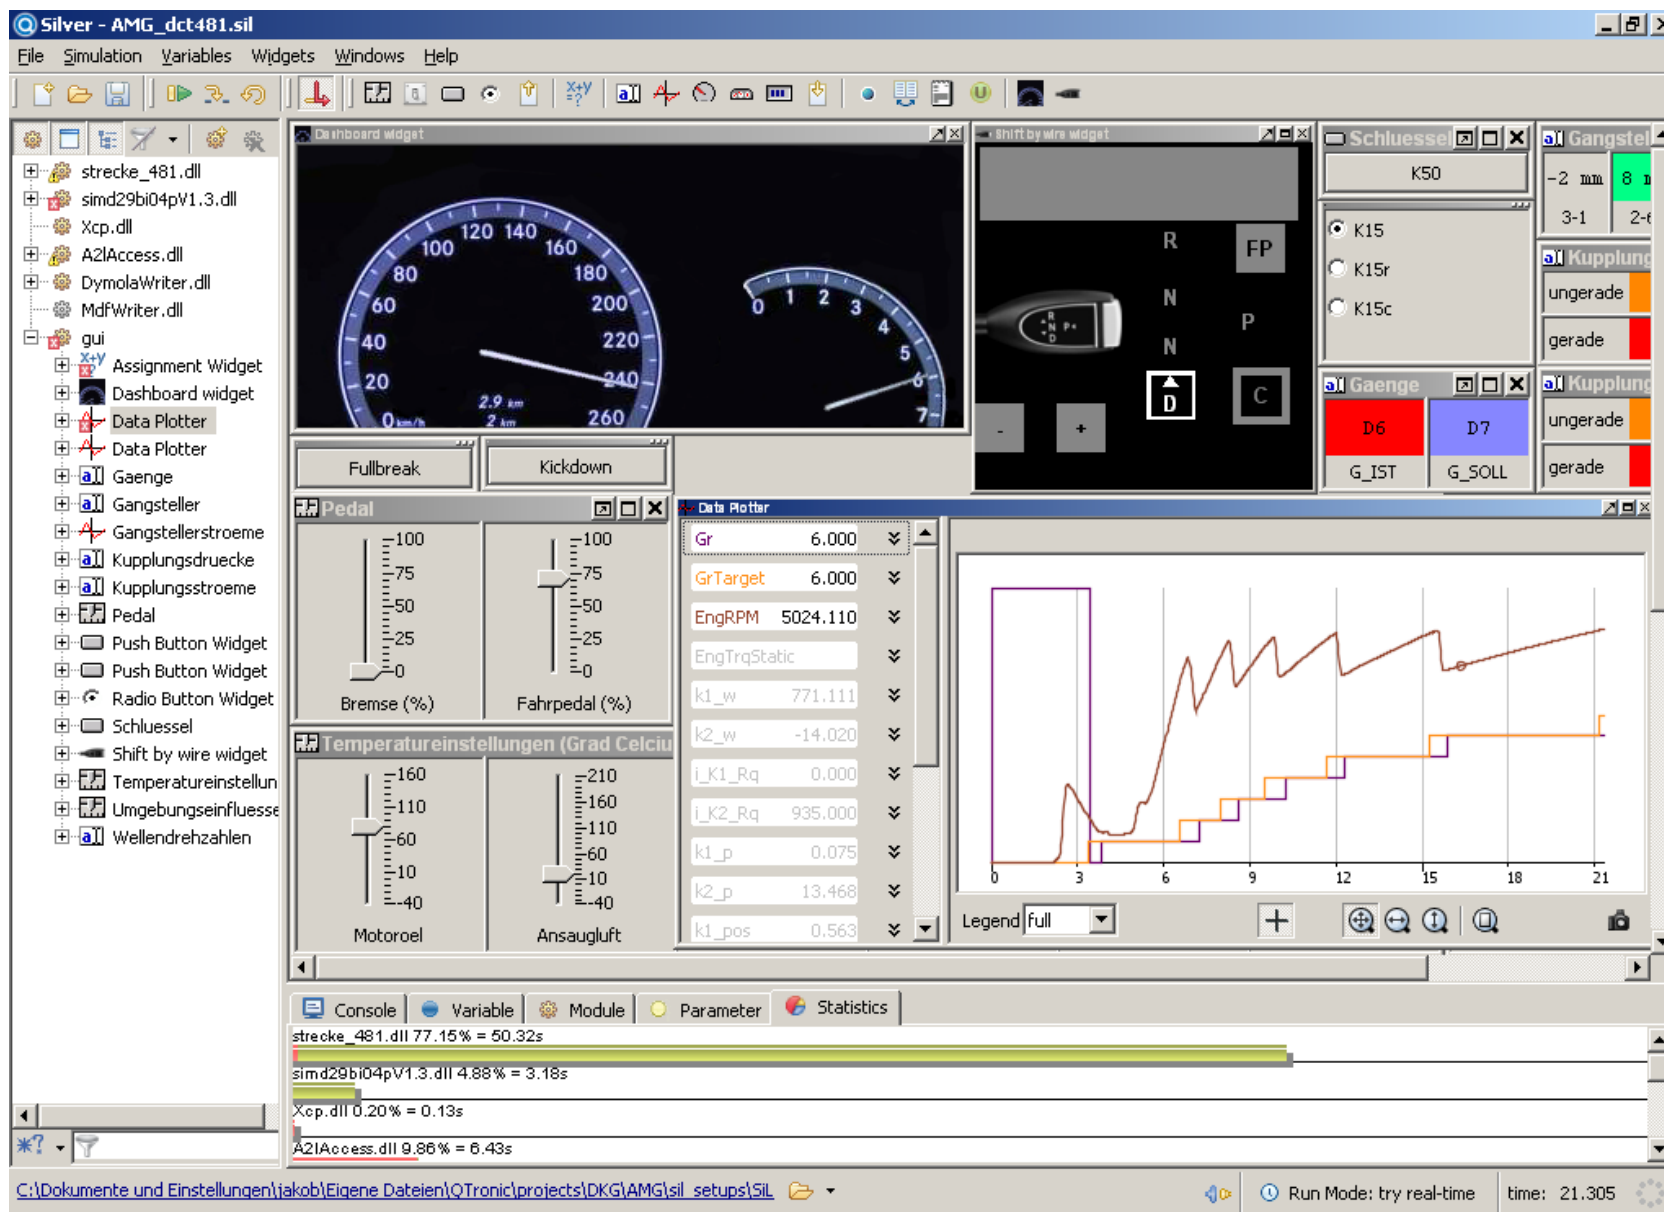 Silver - AMG_dct481.sil
File Simulation Variables Widgets Windows Help
strecke_481.dll
simd29bi04pV1.3.dll
Xcp.dll
A2lAccess.dll
DymolaWriter.dll
MdfWriter.dll
gui
Assignment Widget
Dashboard widget
Data Plotter
Data Plotter
Gaenge
Gangsteller
Gangstellerstroeme
Kupplungsdruecke
Kupplungsstroeme
Pedal
Push Button Widget
Push Button Widget
Radio Button Widget
Schluessel
Shift by wire widget
Temperatureinstellun
Umgebungseinfluesse
Wellendrehzahlen
Dashboard widget
0 km/h 20 40 60 80 100 120 140 160 180 200 220 240 260
2.9 km
2 km
0 1 2 3 4 5 6 7
Shift by wire widget
R
FP
N
P
N
D
C
- +
R
N P
D
Schluessel
K50
K15
K15r
K15c
Gangstel
-2 mm 8 m
3-1 2-6
Kupplung
ungerade
gerade
Gaenge
D6 D7
G_IST G_SOLL
Kupplung
ungerade
gerade
Fullbreak
Kickdown
Pedal
100 100
75 75
50 50
25 25
0 0
Bremse (%) Fahrpedal (%)
Temperatureinstellungen (Grad Celciu
160 210
110 160
60 110
10 60
-40 10
-40
Motoroel Ansaugluft
Data Plotter
Gr 6.000
GrTarget 6.000
EngRPM 5024.110
EngTrqStatic
k1_w 771.111
k2_w -14.020
i_K1_Rq 0.000
i_K2_Rq 935.000
k1_p 0.075
k2_p 13.468
k1_pos 0.563
0 3 6 9 12 15 18 21
Legend full
Console Variable Module Parameter Statistics
strecke_481.dll 77.15% = 50.32s
simd29bi04pV1.3.dll 4.88% = 3.18s
Xcp.dll 0.20% = 0.13s
A2lAccess.dll 9.86% = 6.43s
C:\Dokumente und Einstellungen\jakob\Eigene Dateien\QTronic\projects\DKG\AMG\sil_setups\SiL
Run Mode: try real-time
time: 21.305